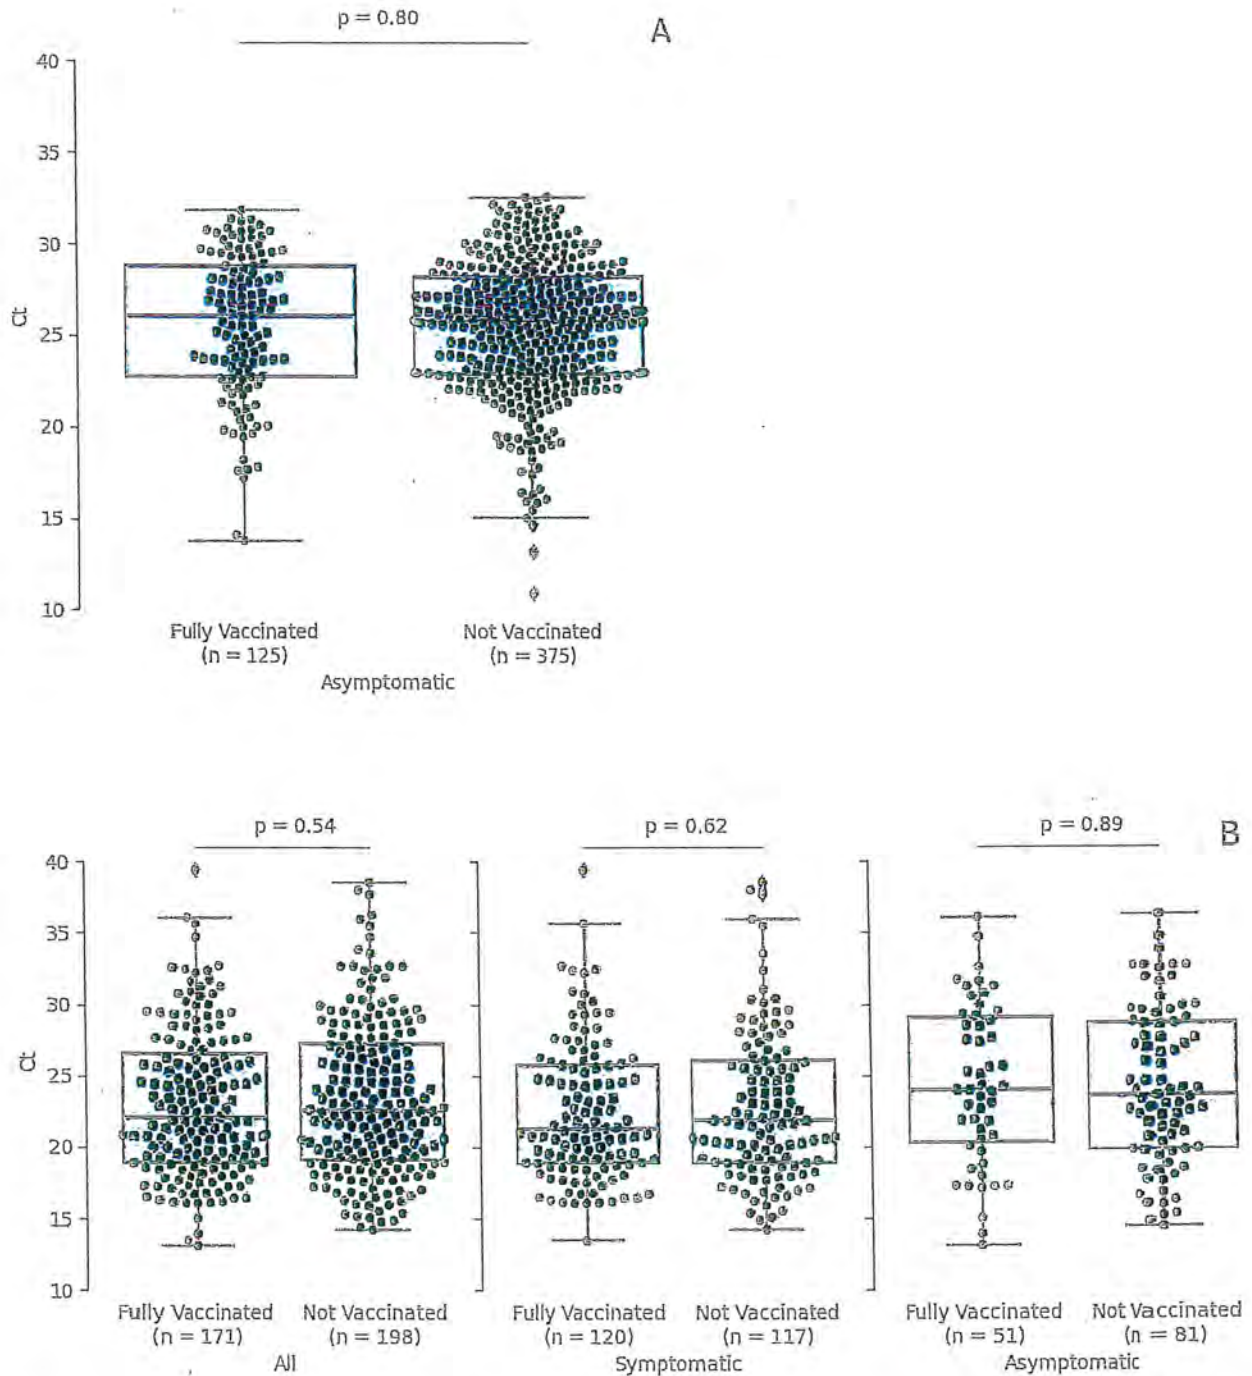 p = 0.80
A
40
35
30
25
20
15
10
Ct
Fully Vaccinated
(n = 125)
Not Vaccinated
(n = 375)
Asymptomatic
B
p = 0.54
p = 0.62
p = 0.89
40
35
30
25
20
15
10
Ct
Fully Vaccinated
(n = 171)
Not Vaccinated
(n = 198)
All
Fully Vaccinated
(n = 120)
Not Vaccinated
(n = 117)
Symptomatic
Fully Vaccinated
(n = 51)
Not Vaccinated
(n = 81)
Asymptomatic